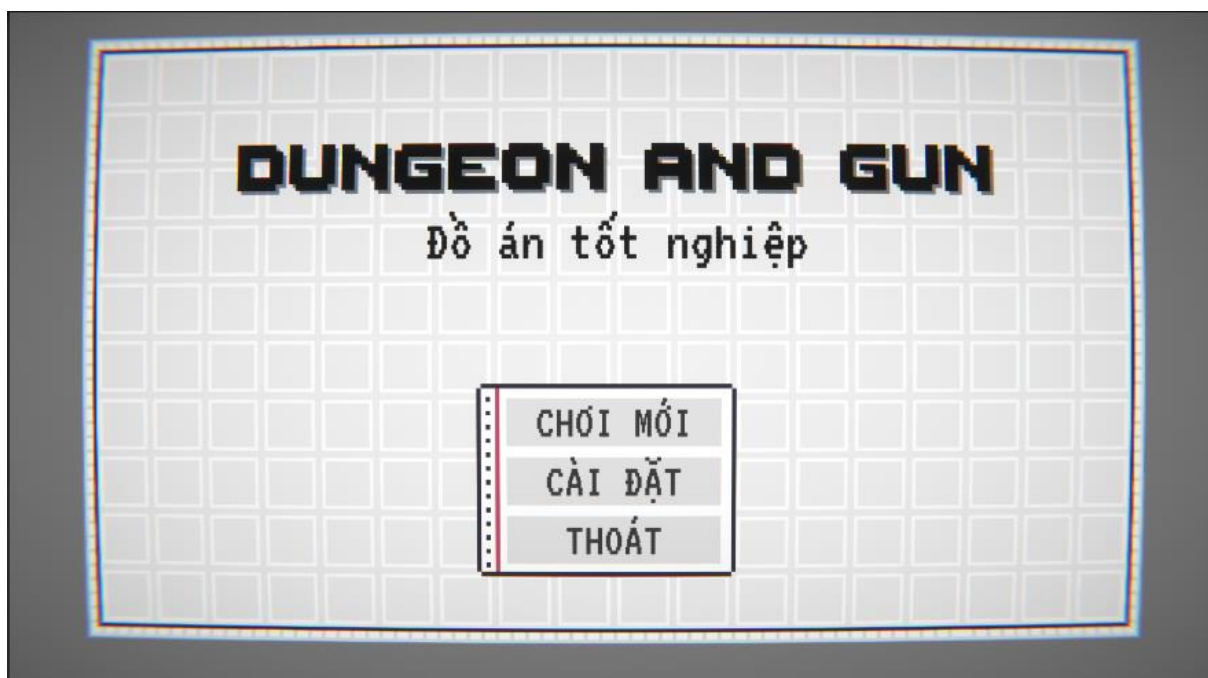 DUNGEON AND GUN
Đồ án tốt nghiệp
CHƠI MỚI
CÀI ĐẶT
THOÁT